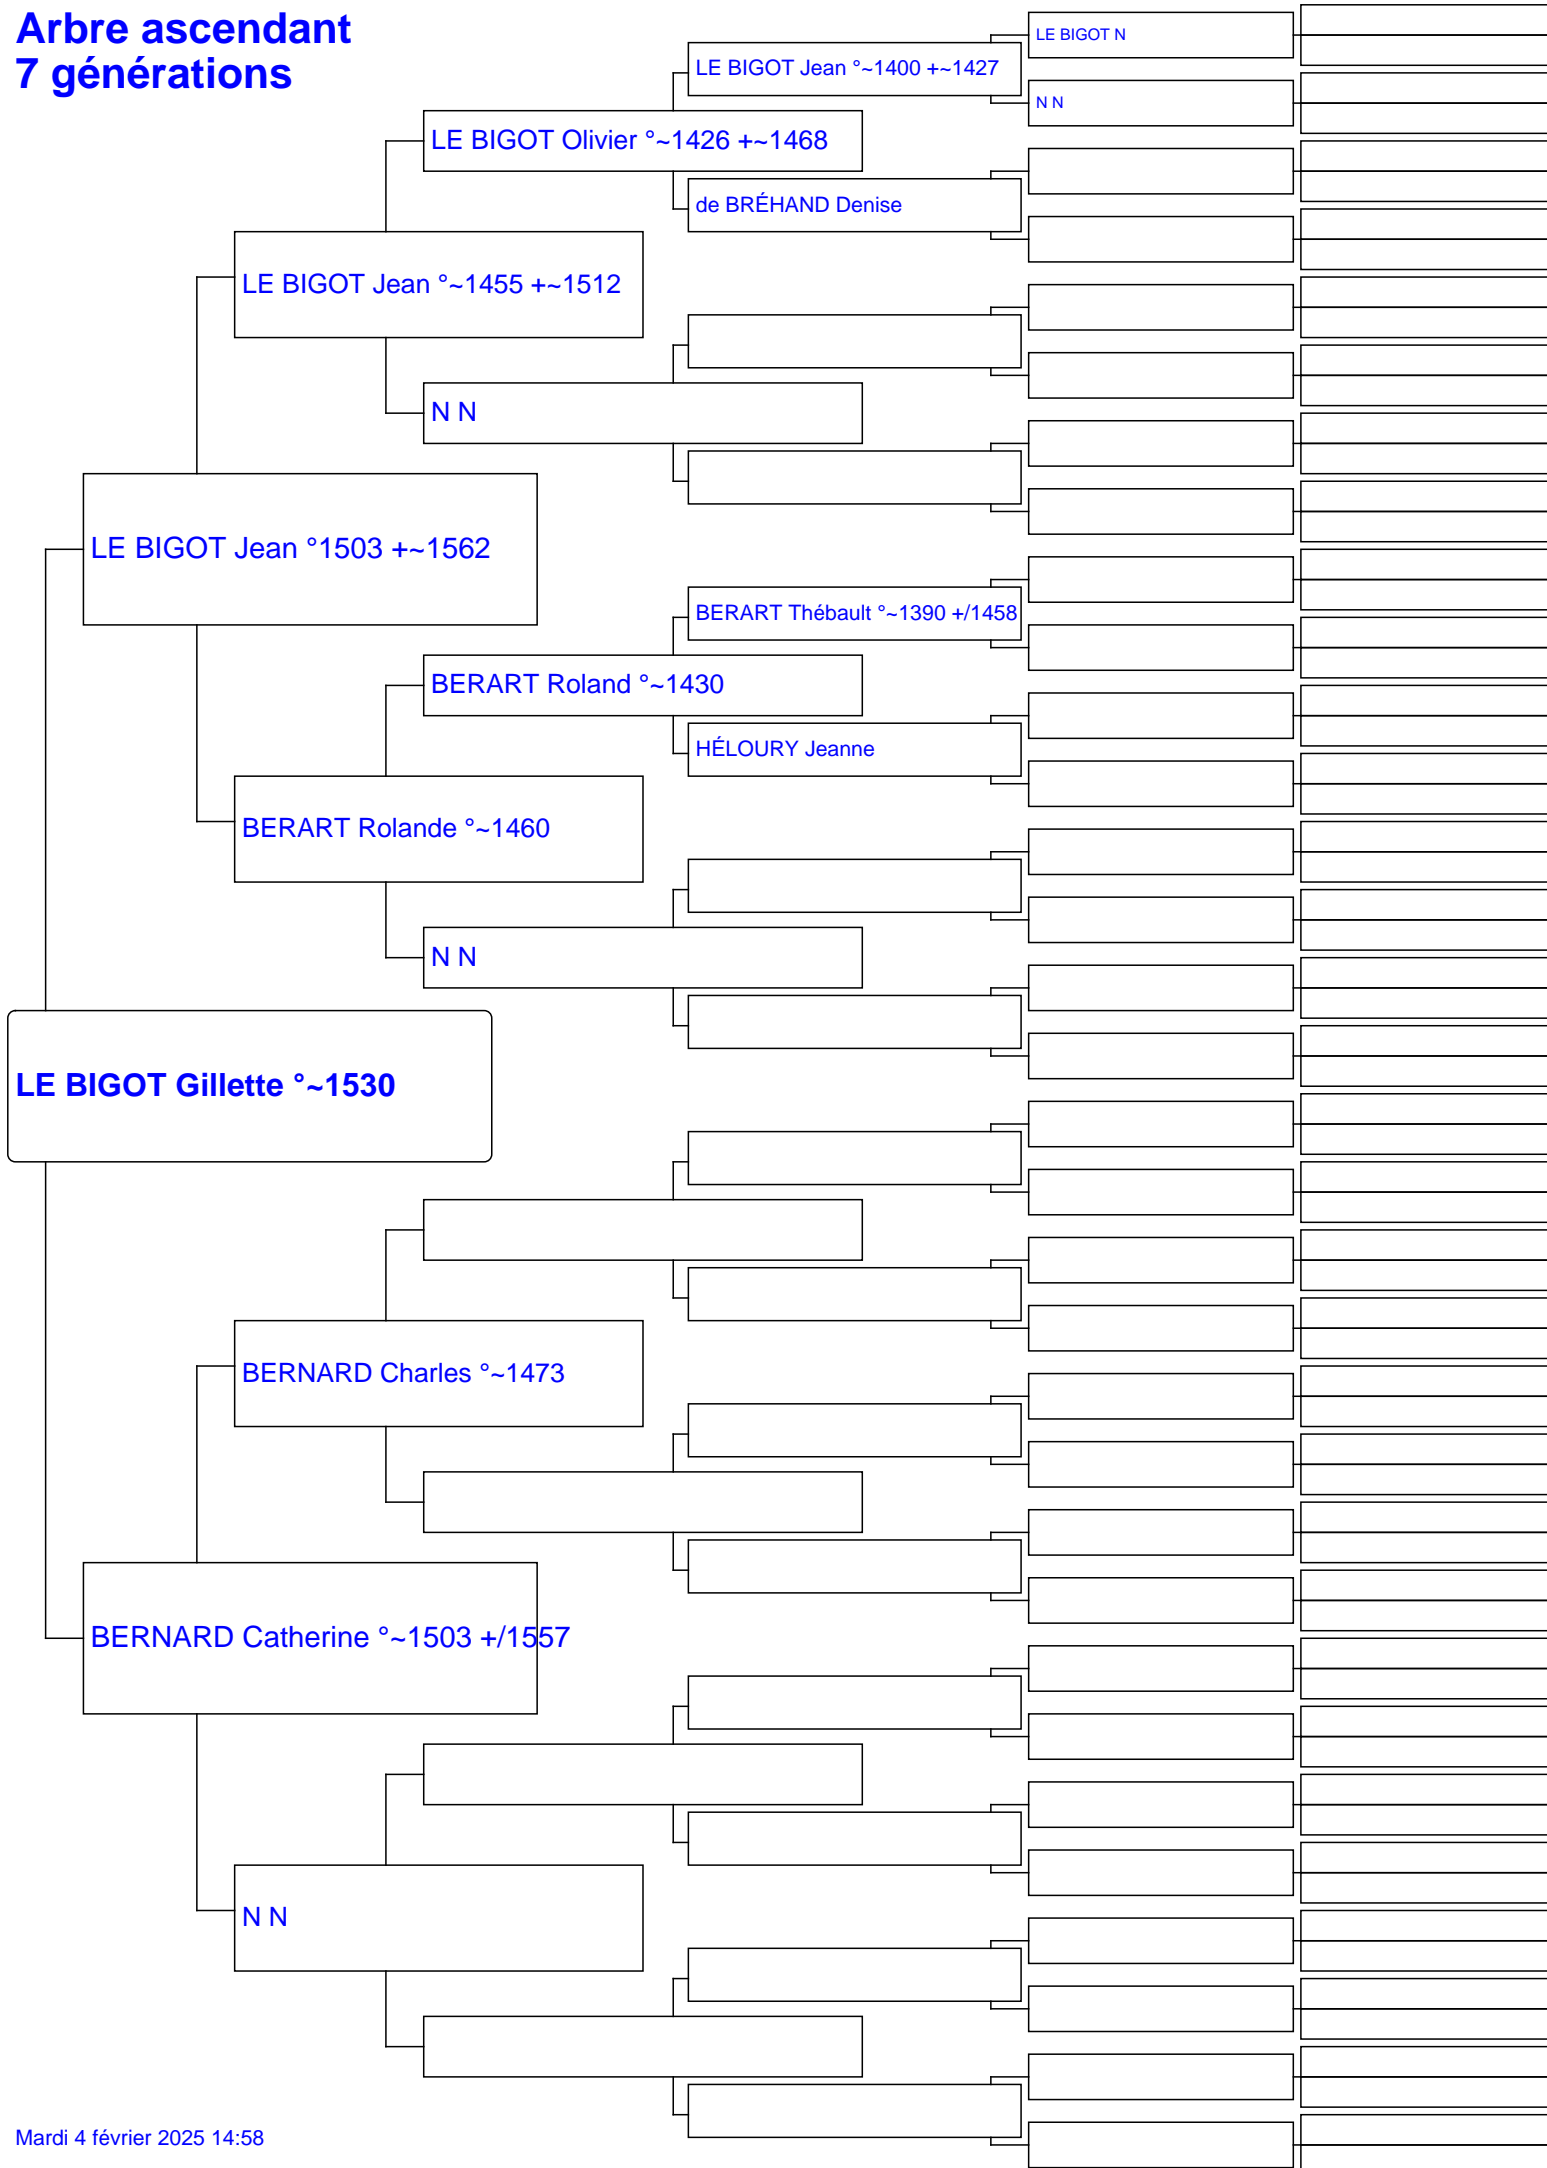 Arbre ascendant
7 générations
LE BIGOT N
LE BIGOT Jean °~1400 +~1427
N N
LE BIGOT Olivier °~1426 +~1468
de BRÉHAND Denise
LE BIGOT Jean °~1455 +~1512
N N
LE BIGOT Jean °1503 +~1562
BERART Thébault °~1390 +/1458
BERART Roland °~1430
HÉLOURY Jeanne
BERART Rolande °~1460
N N
LE BIGOT Gillette °~1530
BERNARD Charles °~1473
BERNARD Catherine °~1503 +/1557
N N
Mardi 4 février 2025 14:58